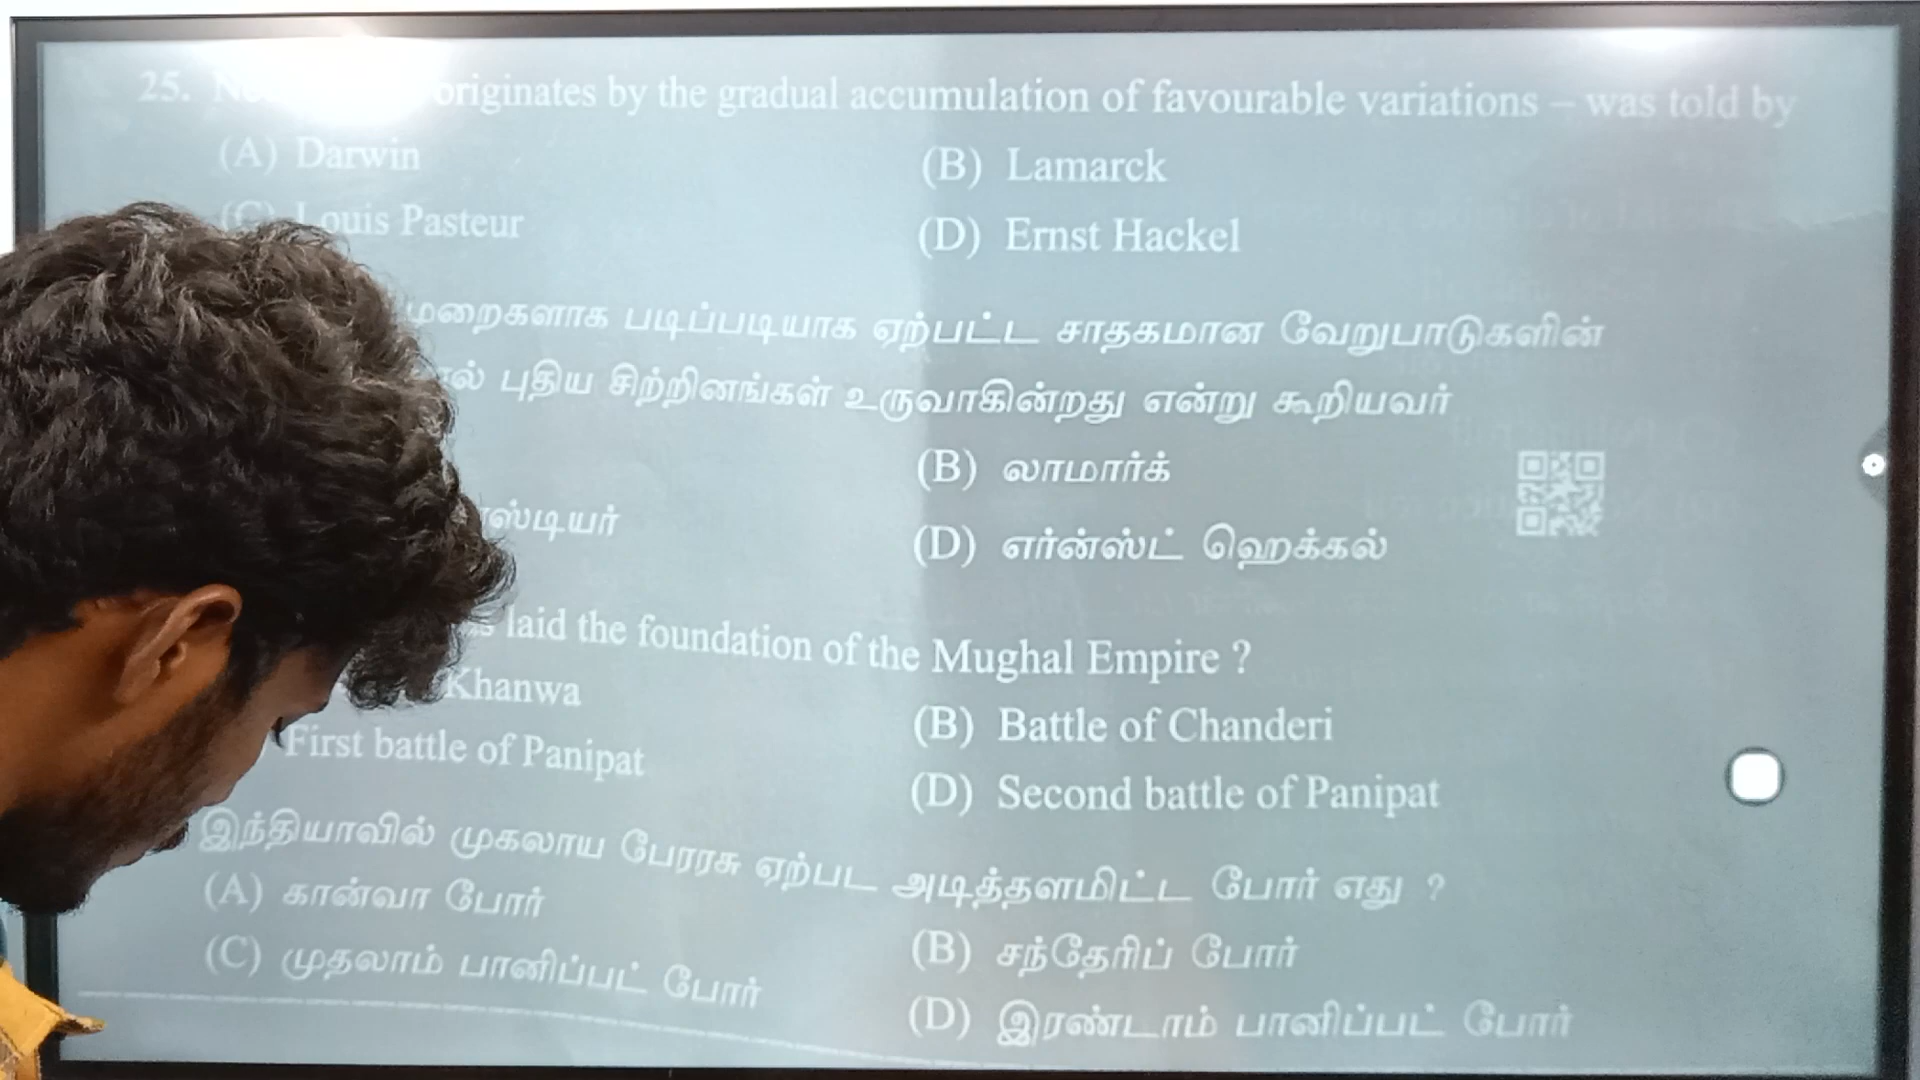 25. originates by the gradual accumulation of favourable variations – was told by
(A) Darwin (B) Lamarck
(C) Louis Pasteur (D) Ernst Hackel
படிப்படியாக ஏற்பட்ட சாதகமான வேறுபாடுகளின்
புதிய சிற்றினங்கள் உருவாகின்றது என்று கூறியவர்
(B) லாமார்க்
(D) எர்ன்ஸ்ட் ஹெக்கல்
laid the foundation of the Mughal Empire ?
Khanwa (B) Battle of Chanderi
First battle of Panipat (D) Second battle of Panipat
இந்தியாவில் முகலாய பேரரசு ஏற்பட அடித்தளமிட்ட போர் எது ?
(A) கான்வா போர் (B) சந்தேரிப் போர்
(C) முதலாம் பானிப்பட் போர் (D) இரண்டாம் பானிப்பட் போர்